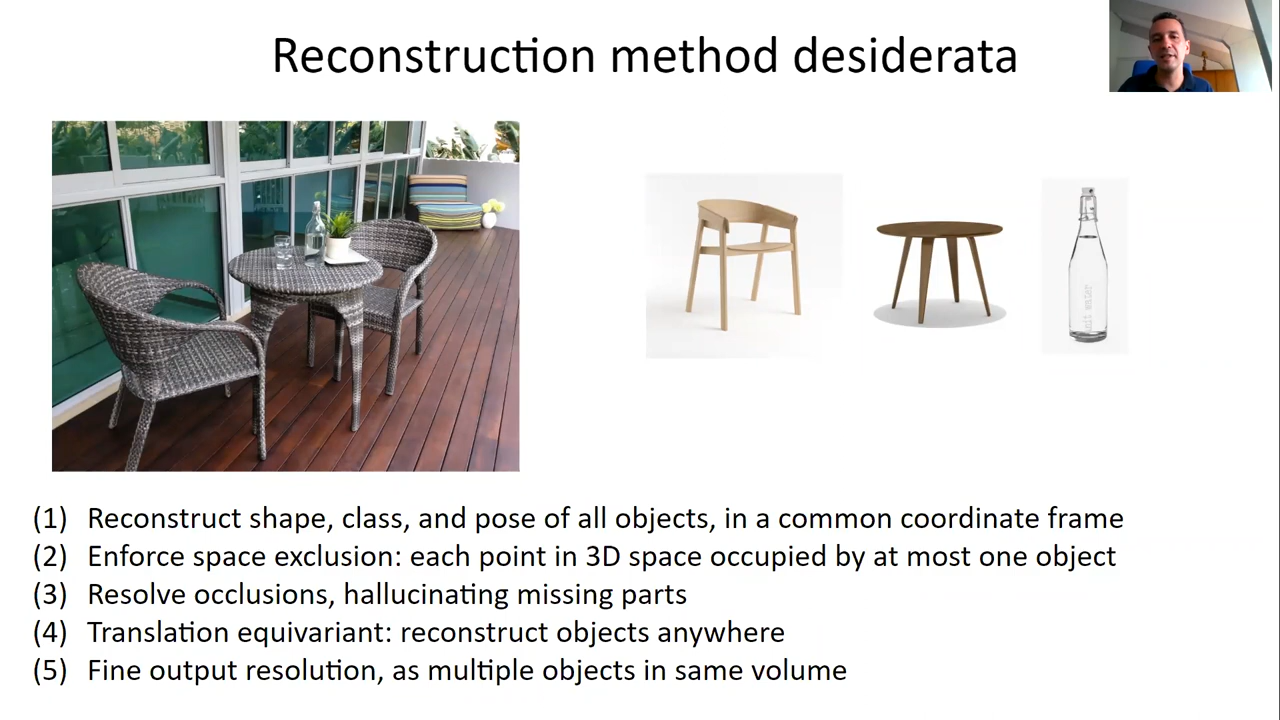 Reconstruction method desiderata
(1) Reconstruct shape, class, and pose of all objects, in a common coordinate frame
(2) Enforce space exclusion: each point in 3D space occupied by at most one object
(3) Resolve occlusions, hallucinating missing parts
(4) Translation equivariant: reconstruct objects anywhere
(5) Fine output resolution, as multiple objects in same volume